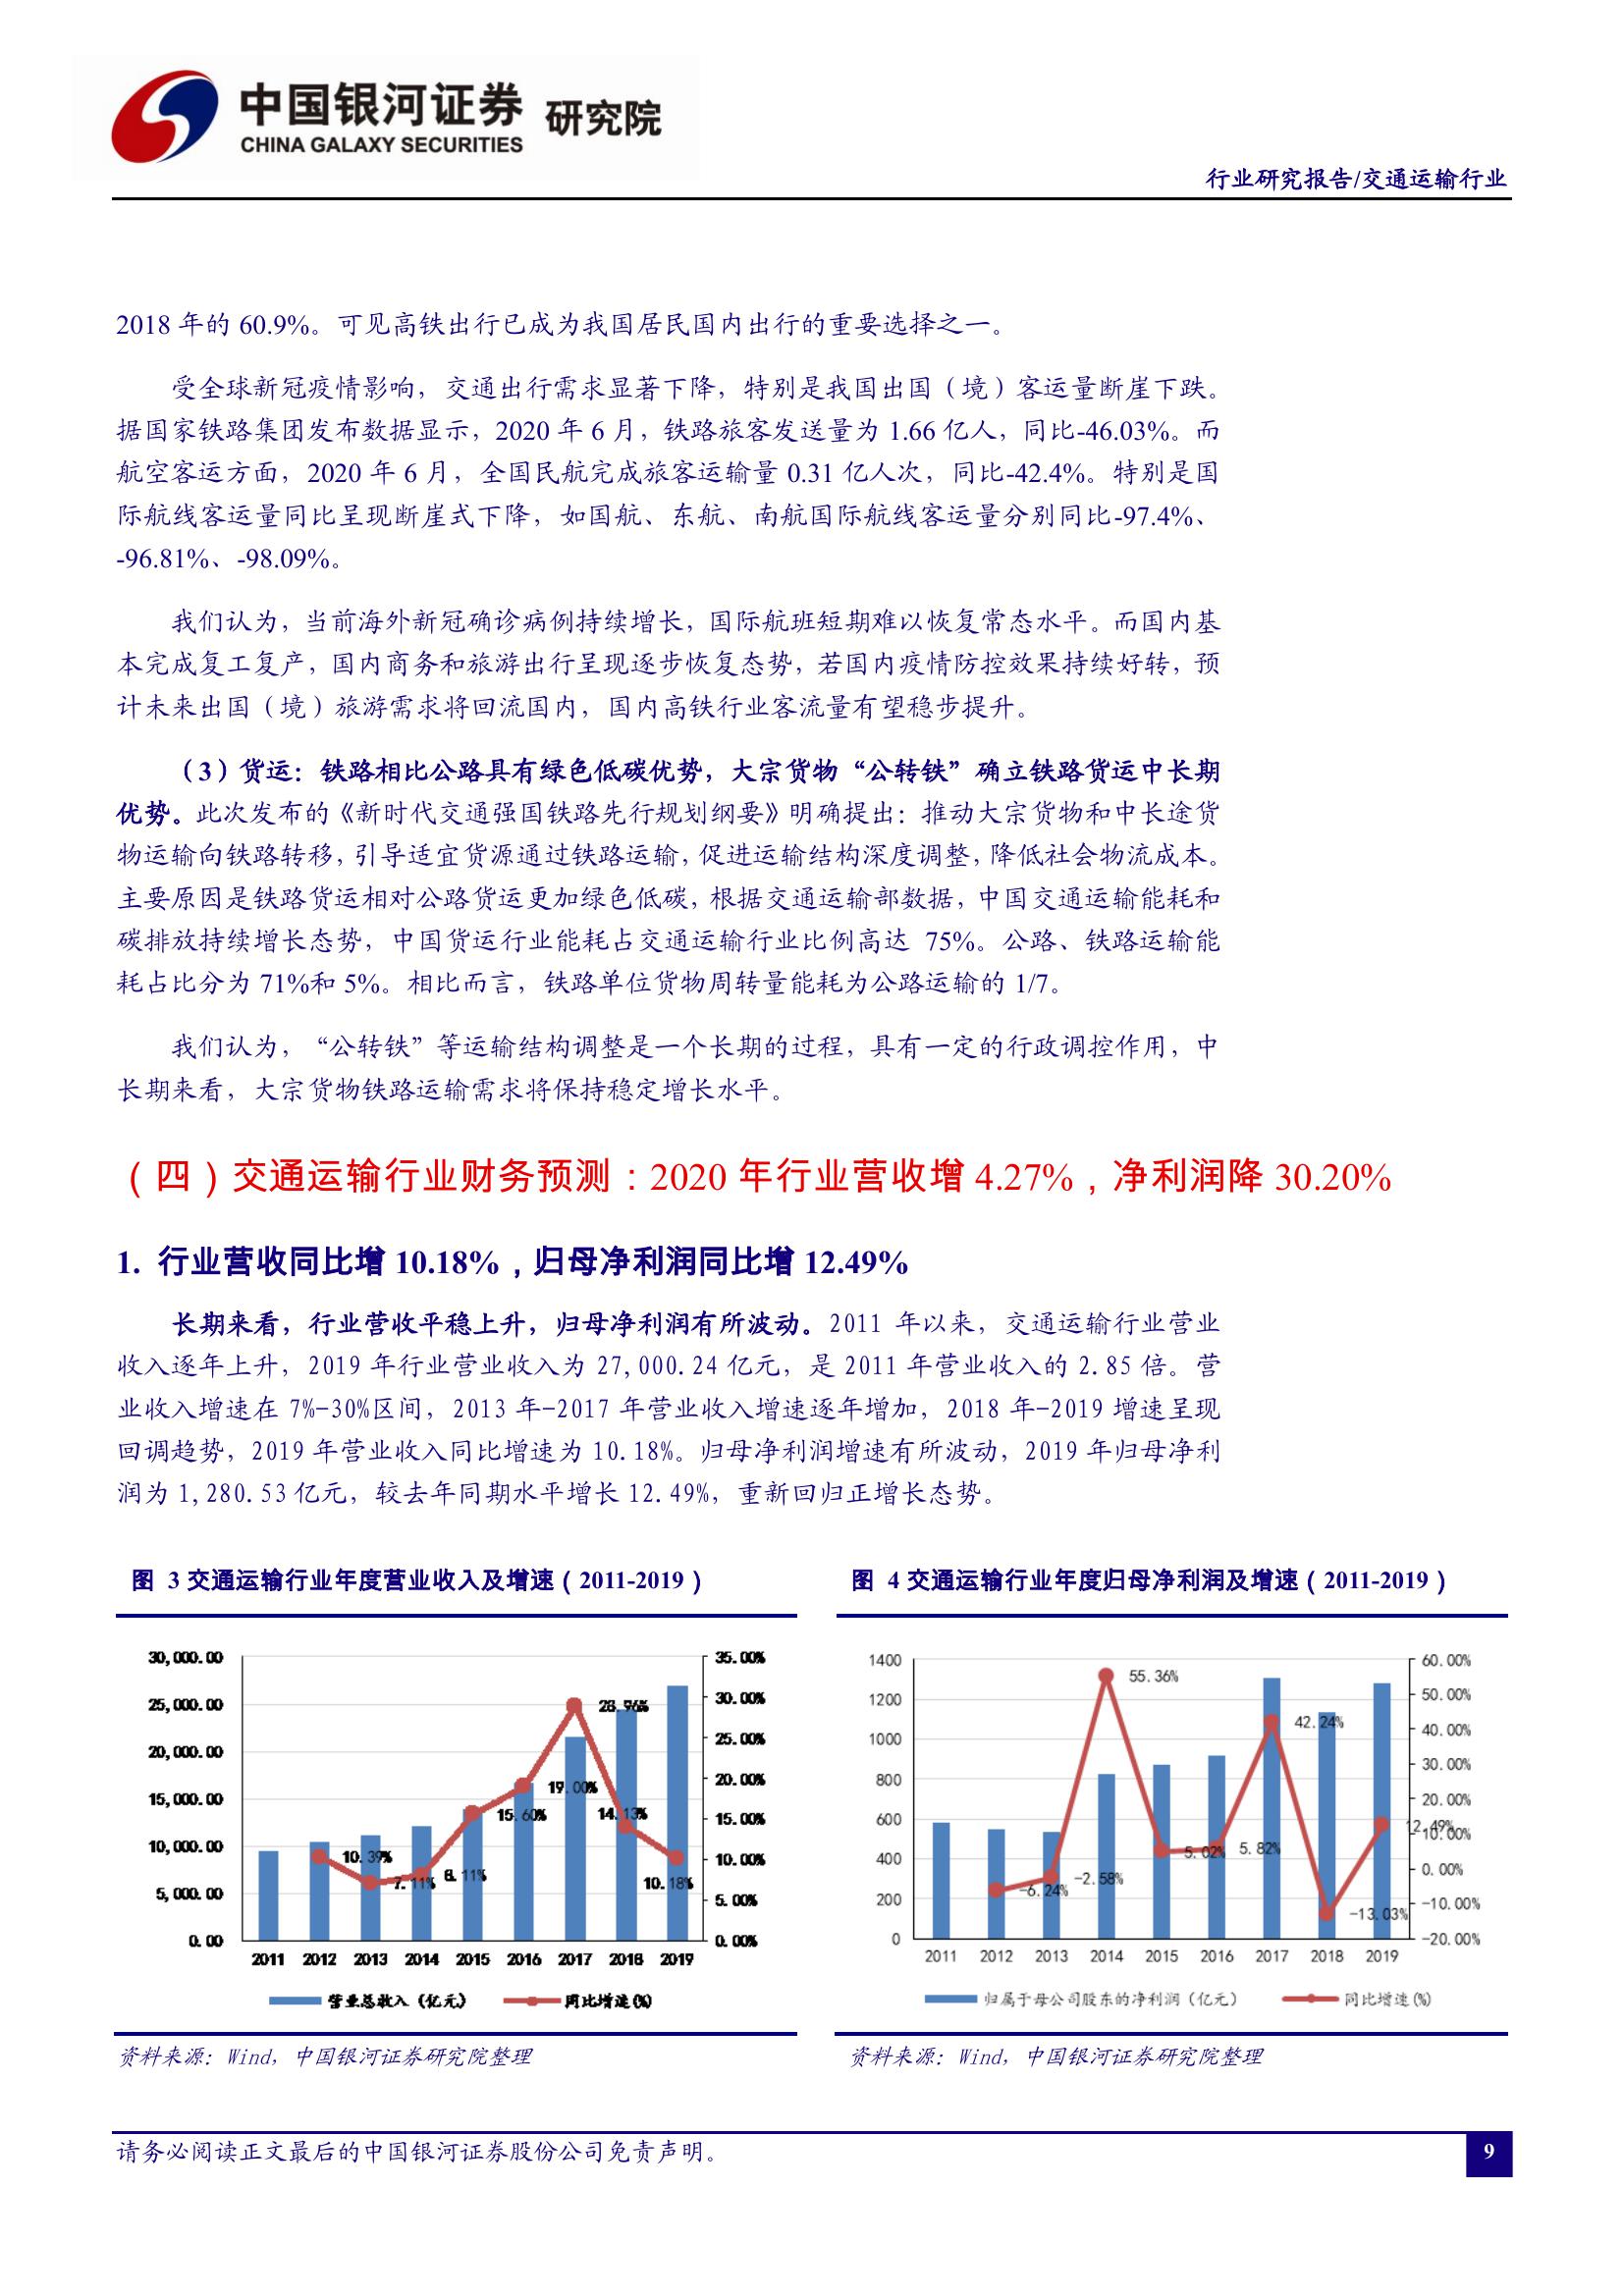 中国银河证券 研究院
CHINA GALAXY SECURITIES
行业研究报告/交通运输行业
2018 年的 60.9%。可见高铁出行已成为我国居民国内出行的重要选择之一。
受全球新冠疫情影响，交通出行需求显著下降，特别是我国出国（境）客运量断崖下跌。
据国家铁路集团发布数据显示，2020 年 6 月，铁路旅客发送量为 1.66 亿人，同比-46.03%。而
航空客运方面，2020 年 6 月，全国民航完成旅客运输量 0.31 亿人次，同比-42.4%。特别是国
际航线客运量同比呈现断崖式下降，如国航、东航、南航国际航线客运量分别同比-97.4%、
-96.81%、-98.09%。
我们认为，当前海外新冠确诊病例持续增长，国际航班短期难以恢复常态水平。而国内基
本完成复工复产，国内商务和旅游出行呈现逐步恢复态势，若国内疫情防控效果持续好转，预
计未来出国（境）旅游需求将回流国内，国内高铁行业客流量有望稳步提升。
（3）货运：铁路相比公路具有绿色低碳优势，大宗货物“公转铁”确立铁路货运中长期
优势。此次发布的《新时代交通强国铁路先行规划纲要》明确提出：推动大宗货物和中长途货
物运输向铁路转移，引导适宜货源通过铁路运输，促进运输结构深度调整，降低社会物流成本。
主要原因是铁路货运相对公路货运更加绿色低碳，根据交通运输部数据，中国交通运输能耗和
碳排放持续增长态势，中国货运行业能耗占交通运输行业比例高达 75%。公路、铁路运输能
耗占比分为 71%和 5%。相比而言，铁路单位货物周转量能耗为公路运输的 1/7。
我们认为，“公转铁”等运输结构调整是一个长期的过程，具有一定的行政调控作用，中
长期来看，大宗货物铁路运输需求将保持稳定增长水平。
（四）交通运输行业财务预测：2020 年行业营收增 4.27%，净利润降 30.20%
1. 行业营收同比增 10.18%，归母净利润同比增 12.49%
长期来看，行业营收平稳上升，归母净利润有所波动。2011 年以来，交通运输行业营业
收入逐年上升，2019 年行业营业收入为 27,000.24 亿元，是 2011 年营业收入的 2.85 倍。营
业收入增速在 7%-30%区间，2013 年-2017 年营业收入增速逐年增加，2018 年-2019 增速呈现
回调趋势，2019 年营业收入同比增速为 10.18%。归母净利润增速有所波动，2019 年归母净利
润为 1,280.53 亿元，较去年同期水平增长 12.49%，重新回归正增长态势。
图 3 交通运输行业年度营业收入及增速（2011-2019）
30,000.00
25,000.00
20,000.00
15,000.00
10,000.00
5,000.00
0.00
35.00%
30.00%
25.00%
20.00%
15.00%
10.00%
5.00%
0.00%
10.39%
7.11%
8.11%
15.60%
19.00%
28.96%
14.13%
10.18%
2011 2012 2013 2014 2015 2016 2017 2018 2019
营业总收入（亿元） 同比增速(%)
资料来源：Wind，中国银河证券研究院整理
图 4 交通运输行业年度归母净利润及增速（2011-2019）
1400
1200
1000
800
600
400
200
0
60.00%
50.00%
40.00%
30.00%
20.00%
10.00%
0.00%
-10.00%
-20.00%
-6.24%
-2.58%
55.36%
5.02%
5.82%
42.24%
-13.03%
12.49%
2011 2012 2013 2014 2015 2016 2017 2018 2019
归属于母公司股东的净利润（亿元） 同比增速(%)
资料来源：Wind，中国银河证券研究院整理
请务必阅读正文最后的中国银河证券股份公司免责声明。
9